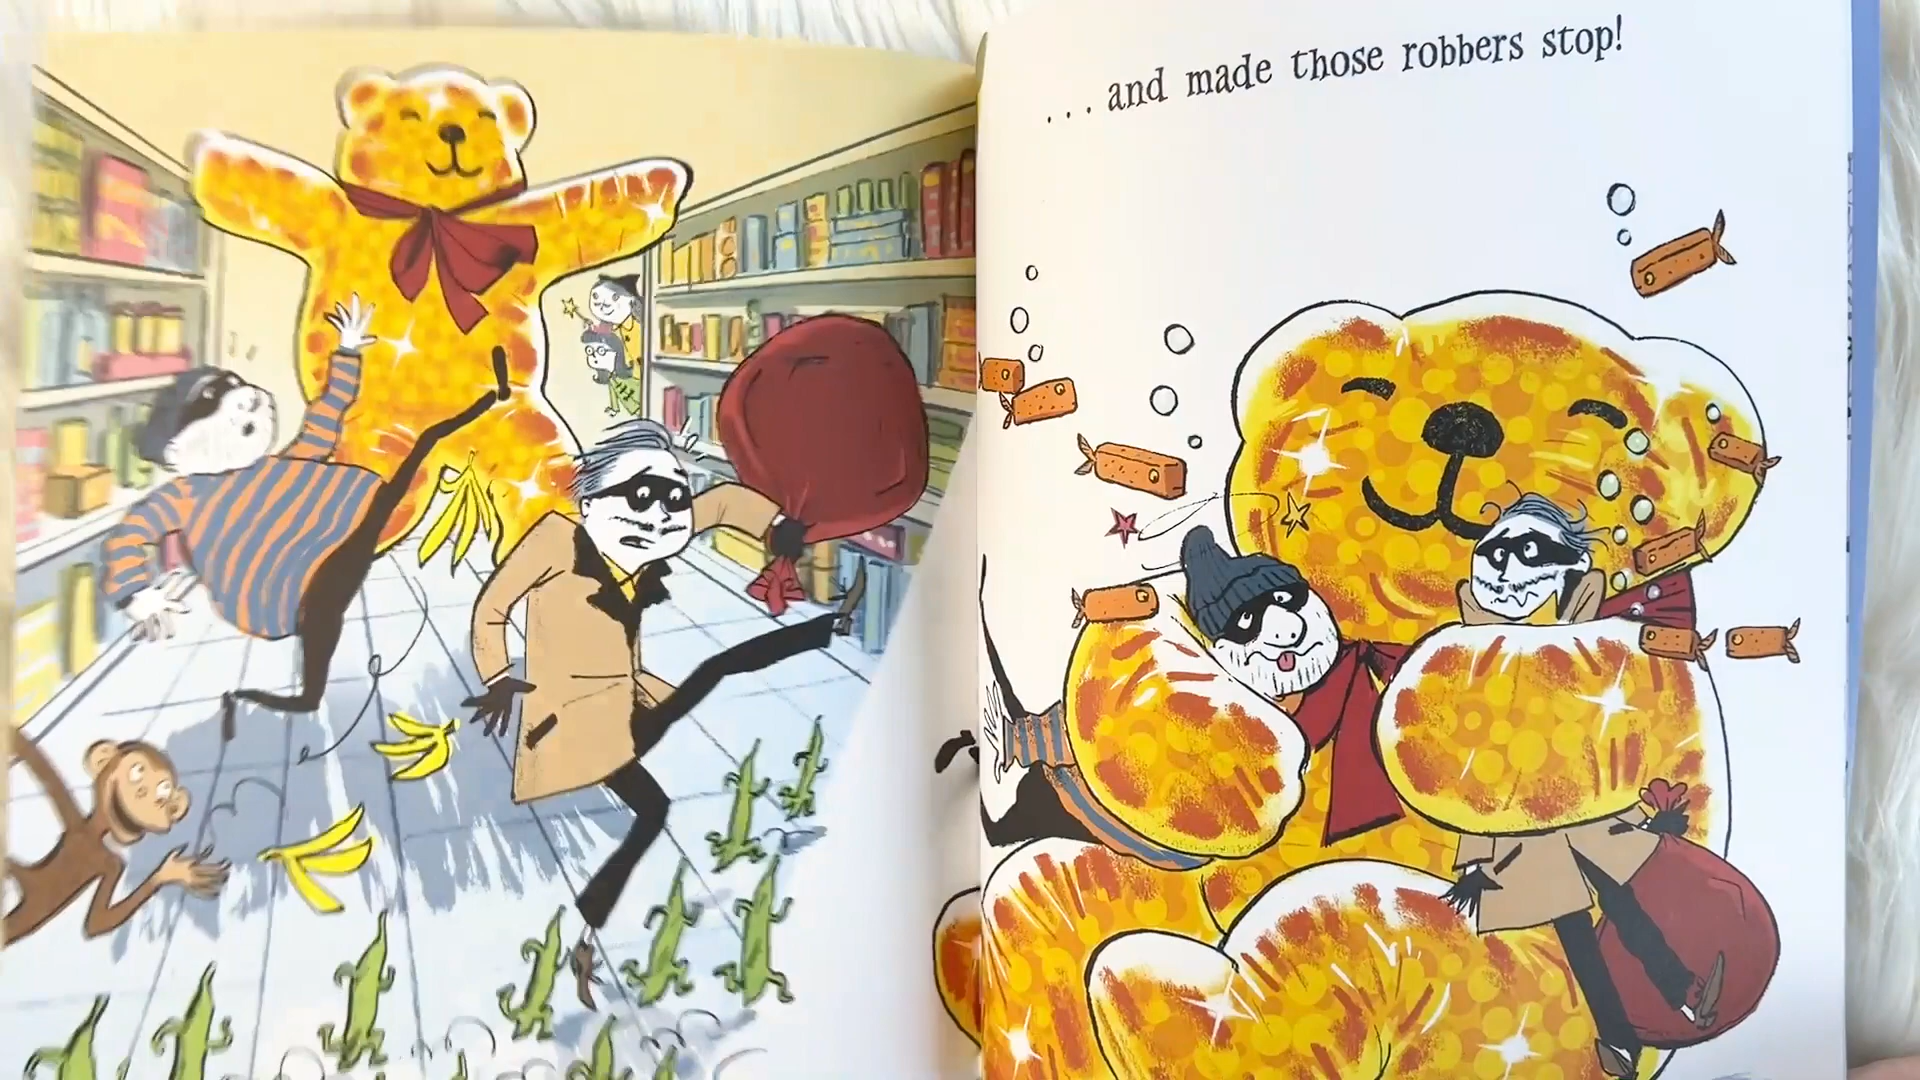 . . . and made those robbers stop!